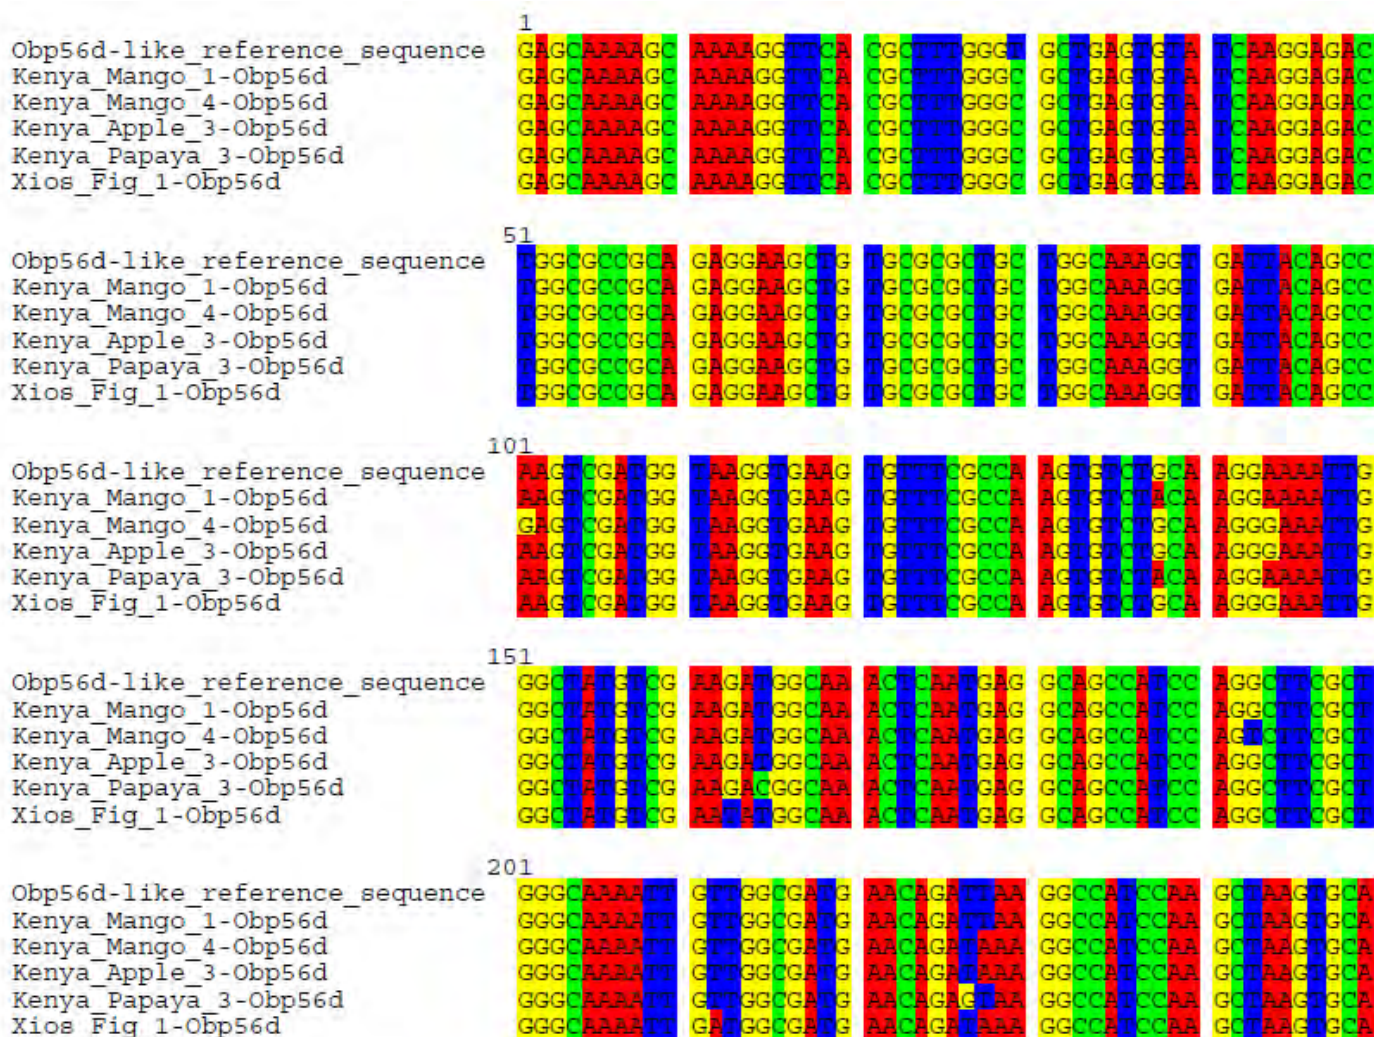 1
Obp56d-like_reference_sequence GAGCAAAAGC AAAAGGTTCA CGCTTTGGGT GCTGAGTGTA TCAAGGAGAC
Kenya_Mango_1-Obp56d GAGCAAAAGC AAAAGGTTCA CGCTTTGGGC GCTGAGTGTA TCAAGGAGAC
Kenya_Mango_4-Obp56d GAGCAAAAGC AAAAGGTTCA CGCTTTGGGC GCTGAGTGTA TCAAGGAGAC
Kenya_Apple_3-Obp56d GAGCAAAAGC AAAAGGTTCA CGCTTTGGGC GCTGAGTGTA TCAAGGAGAC
Kenya_Papaya_3-Obp56d GAGCAAAAGC AAAAGGTTCA CGCTTTGGGC GCTGAGTGTA TCAAGGAGAC
Xios_Fig_1-Obp56d GAGCAAAAGC AAAAGGTTCA CGCTTTGGGC GCTGAGTGTA TCAAGGAGAC
51
Obp56d-like_reference_sequence TGGCGCCGCA GAGGAAGCTG TGCGCGCTGC TGGCAAAGGT GATTACAGCC
Kenya_Mango_1-Obp56d TGGCGCCGCA GAGGAAGCTG TGCGCGCTGC TGGCAAAGGT GATTACAGCC
Kenya_Mango_4-Obp56d TGGCGCCGCA GAGGAAGCTG TGCGCGCTGC TGGCAAAGGT GATTACAGCC
Kenya_Apple_3-Obp56d TGGCGCCGCA GAGGAAGCTG TGCGCGCTGC TGGCAAAGGT GATTACAGCC
Kenya_Papaya_3-Obp56d TGGCGCCGCA GAGGAAGCTG TGCGCGCTGC TGGCAAAGGT GATTACAGCC
Xios_Fig_1-Obp56d TGGCGCCGCA GAGGAAGCTG TGCGCGCTGC TGGCAAAGGT GATTACAGCC
101
Obp56d-like_reference_sequence AAGTCGATGG TAAGGTGAAG TGTTTCGCCA AGTGTCTGCA AGGAAAATTG
Kenya_Mango_1-Obp56d AAGTCGATGG TAAGGTGAAG TGTTTCGCCA AGTGTCTACA AGGAAAATTG
Kenya_Mango_4-Obp56d GAGTCGATGG TAAGGTGAAG TGTTTCGCCA AGTGTCTGCA AGGGAAATTG
Kenya_Apple_3-Obp56d AAGTCGATGG TAAGGTGAAG TGTTTCGCCA AGTGTCTGCA AGGGAAATTG
Kenya_Papaya_3-Obp56d AAGTCGATGG TAAGGTGAAG TGTTTCGCCA AGTGTCTACA AGGAAAATTG
Xios_Fig_1-Obp56d AAGTCGATGG TAAGGTGAAG TGTTTCGCCA AGTGTCTGCA AGGGAAATTG
151
Obp56d-like_reference_sequence GGCTATGTCG AAGATGGCAA ACTCAATGAG GCAGCCATCC AGGCTTCGCT
Kenya_Mango_1-Obp56d GGCTATGTCG AAGATGGCAA ACTCAATGAG GCAGCCATCC AGGCTTCGCT
Kenya_Mango_4-Obp56d GGCTATGTCG AAGATGGCAA ACTCAATGAG GCAGCCATCC AGTCTTCGCT
Kenya_Apple_3-Obp56d GGCTATGTCG AAGATGGCAA ACTCAATGAG GCAGCCATCC AGGCTTCGCT
Kenya_Papaya_3-Obp56d GGCTATGTCG AAGACGGCAA ACTCAATGAG GCAGCCATCC AGGCTTCGCT
Xios_Fig_1-Obp56d GGCTATGTCG AATATGGCAA ACTCAATGAG GCAGCCATCC AGGCTTCGCT
201
Obp56d-like_reference_sequence GGGCAAAATT GTTGGCGATG AACAGATTAA GGCCATCCAA GCTAAGTGCA
Kenya_Mango_1-Obp56d GGGCAAAATT GTTGGCGATG AACAGATTAA GGCCATCCAA GCTAAGTGCA
Kenya_Mango_4-Obp56d GGGCAAAATT GTTGGCGATG AACAGATAAA GGCCATCCAA GCTAAGTGCA
Kenya_Apple_3-Obp56d GGGCAAAATT GTTGGCGATG AACAGATAAA GGCCATCCAA GCTAAGTGCA
Kenya_Papaya_3-Obp56d GGGCAAAATT GTTGGCGATG AACAGAGTAA GGCCATCCAA GCTAAGTGCA
Xios_Fig_1-Obp56d GGGCAAAATT GATGGCGATG AACAGATAAA GGCCATCCAA GCTAAGTGCA